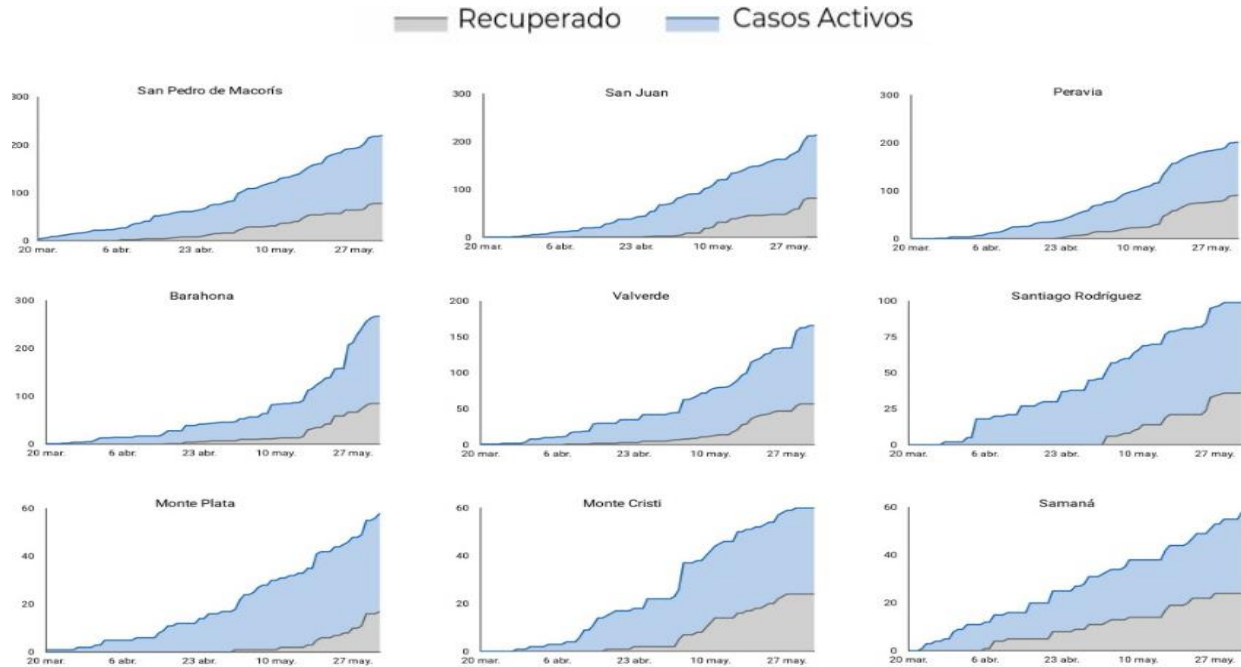 Recuperado Casos Activos
San Pedro de Macorís San Juan Peravia
300 300 300
200 200 200
100 100 100
0 0 0
20 mar. 6 abr. 23 abr. 10 may. 27 may. 20 mar. 6 abr. 23 abr. 10 may. 27 may. 20 mar. 6 abr. 23 abr. 10 may. 27 may.
Barahona Valverde Santiago Rodríguez
300 200 100
200 150 75
100 100 50
0 50 25
0 0
20 mar. 6 abr. 23 abr. 10 may. 27 may. 20 mar. 6 abr. 23 abr. 10 may. 27 may. 20 mar. 6 abr. 23 abr. 10 may. 27 may.
Monte Plata Monte Cristi Samaná
60 60 60
40 40 40
20 20 20
0 0 0
20 mar. 6 abr. 23 abr. 10 may. 27 may. 20 mar. 6 abr. 23 abr. 10 may. 27 may. 20 mar. 6 abr. 23 abr. 10 may. 27 may.